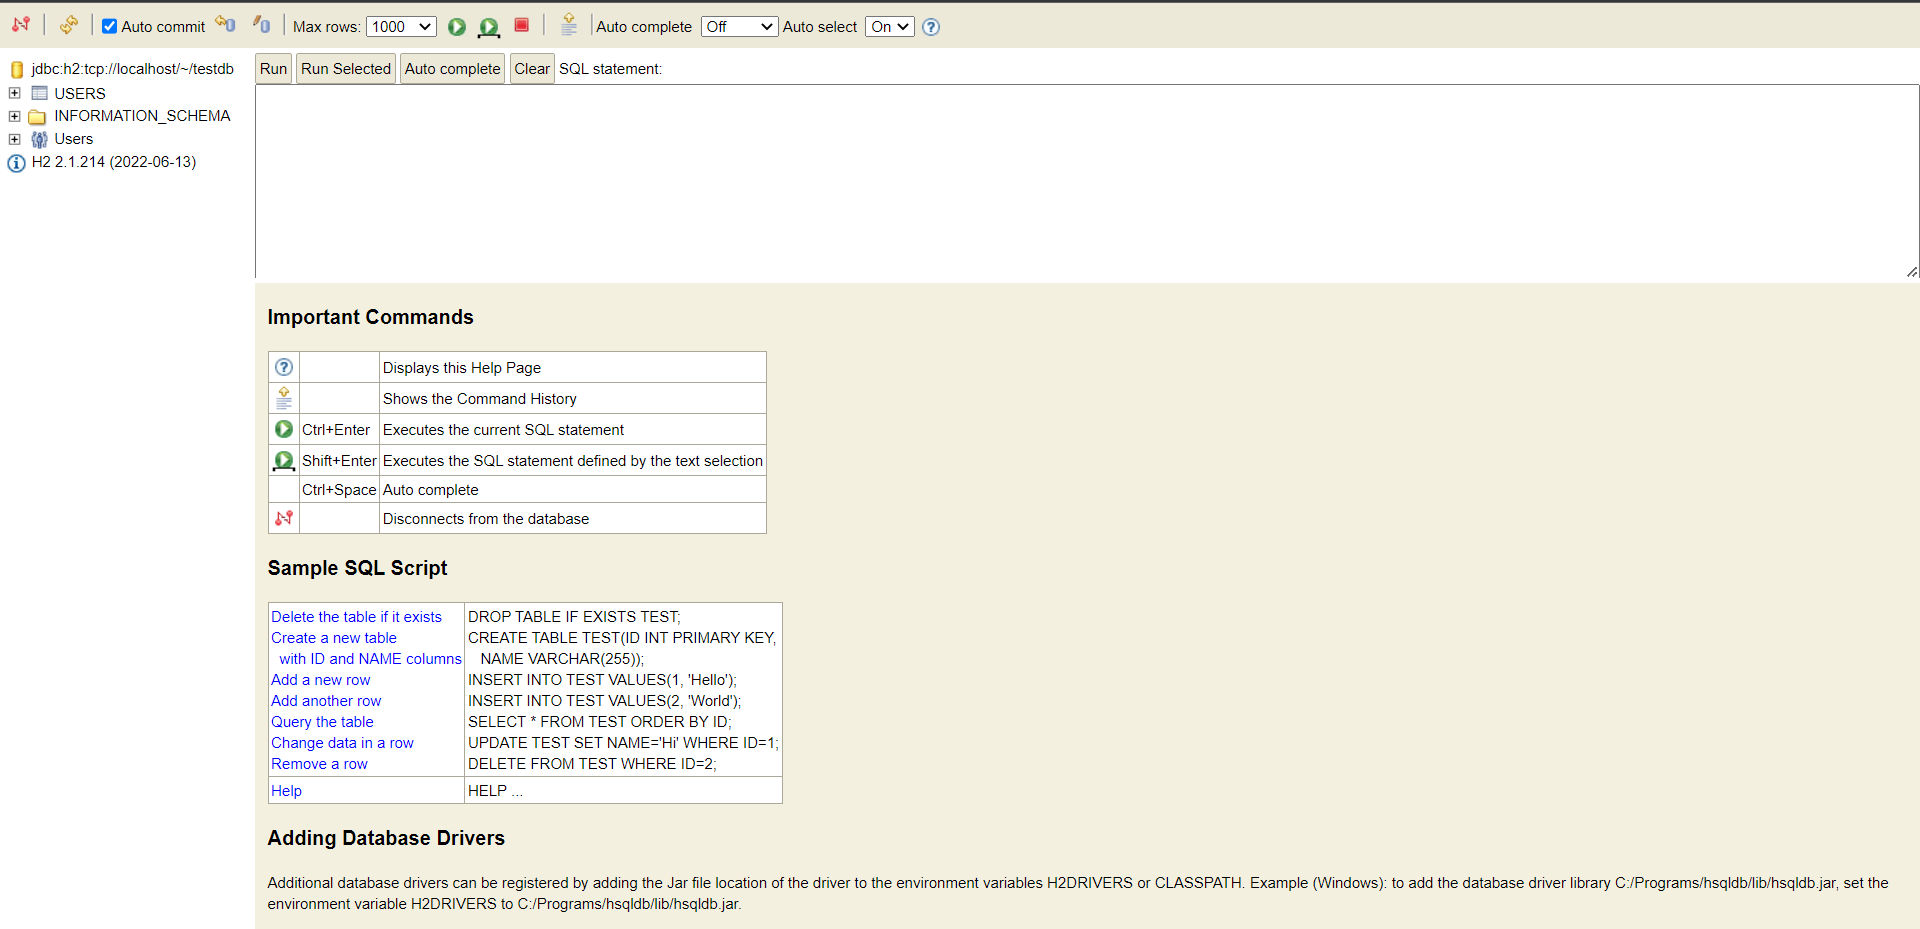 Auto commit Max rows: 1000 Auto complete Off Auto select On
jdbc:h2:tcp://localhost/~/testdb
USERS
INFORMATION_SCHEMA
Users
H2 2.1.214 (2022-06-13)
Run Run Selected Auto complete Clear SQL statement:
Important Commands
Displays this Help Page
Shows the Command History
Ctrl+Enter Executes the current SQL statement
Shift+Enter Executes the SQL statement defined by the text selection
Ctrl+Space Auto complete
Disconnects from the database
Sample SQL Script
Delete the table if it exists DROP TABLE IF EXISTS TEST;
Create a new table CREATE TABLE TEST(ID INT PRIMARY KEY,
with ID and NAME columns NAME VARCHAR(255));
Add a new row INSERT INTO TEST VALUES(1, 'Hello');
Add another row INSERT INTO TEST VALUES(2, 'World');
Query the table SELECT * FROM TEST ORDER BY ID;
Change data in a row UPDATE TEST SET NAME='Hi' WHERE ID=1;
Remove a row DELETE FROM TEST WHERE ID=2;
Help HELP ...
Adding Database Drivers
Additional database drivers can be registered by adding the Jar file location of the driver to the environment variables H2DRIVERS or CLASSPATH. Example (Windows): to add the database driver library C:/Programs/hsqldb/lib/hsqldb.jar, set the
environment variable H2DRIVERS to C:/Programs/hsqldb/lib/hsqldb.jar.